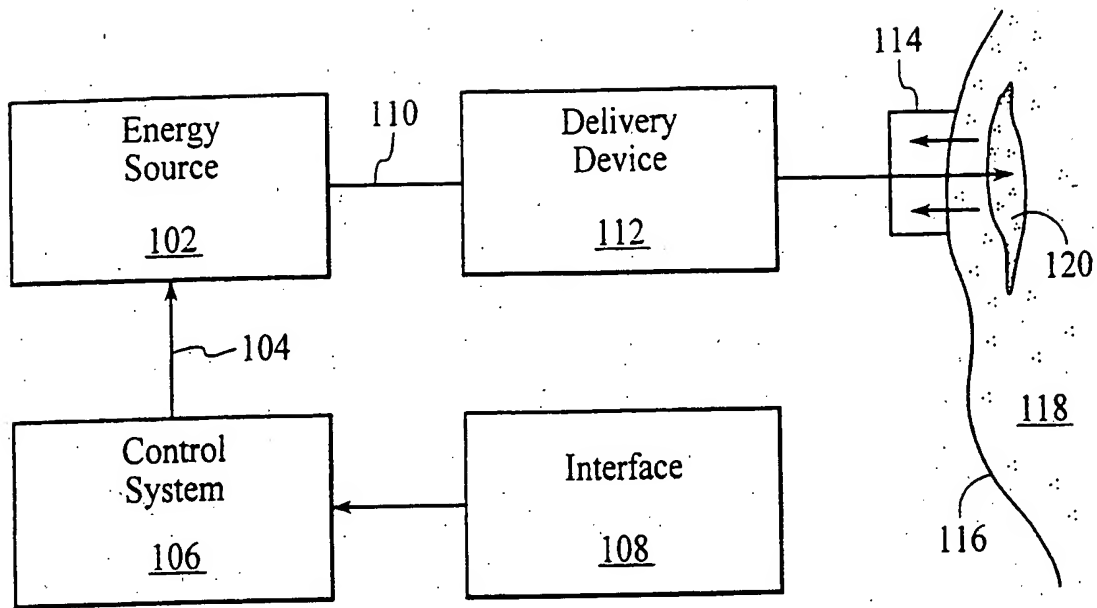 114
Energy
Source
102
110
Delivery
Device
112
120
104
Control
System
106
Interface
108
118
116